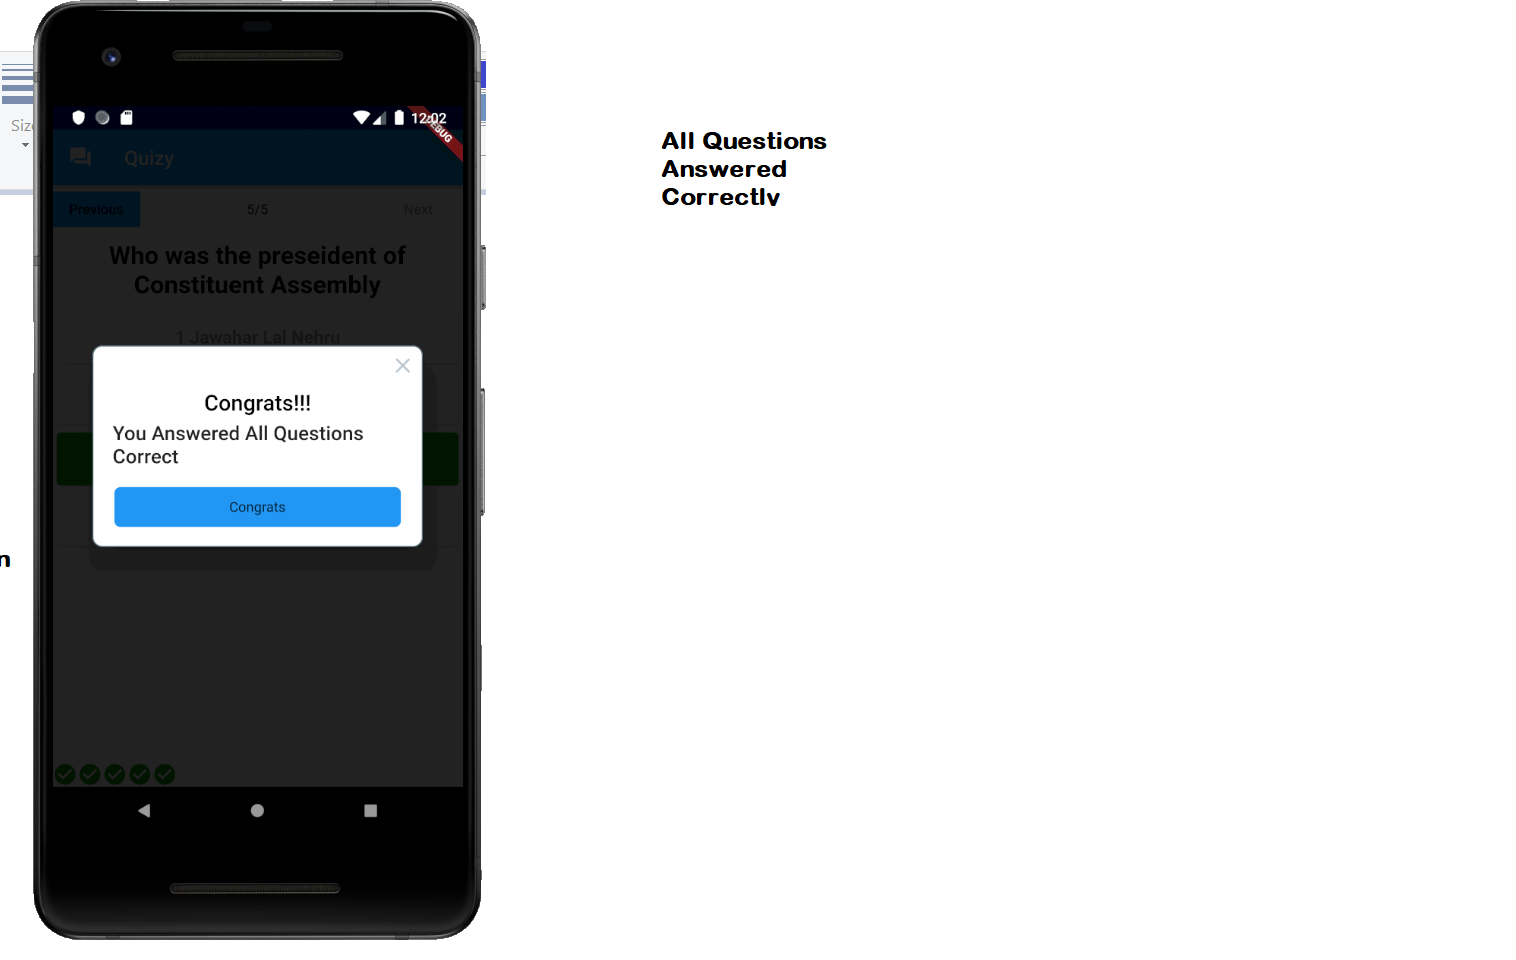 12:02
DEBUG
Quizy
Previous 5/5 Next
Who was the preseident of
Constituent Assembly
1 Jawahar Lal Nehru
Congrats!!!
You Answered All Questions
Correct
Congrats
All Questions
Answered
Correctly